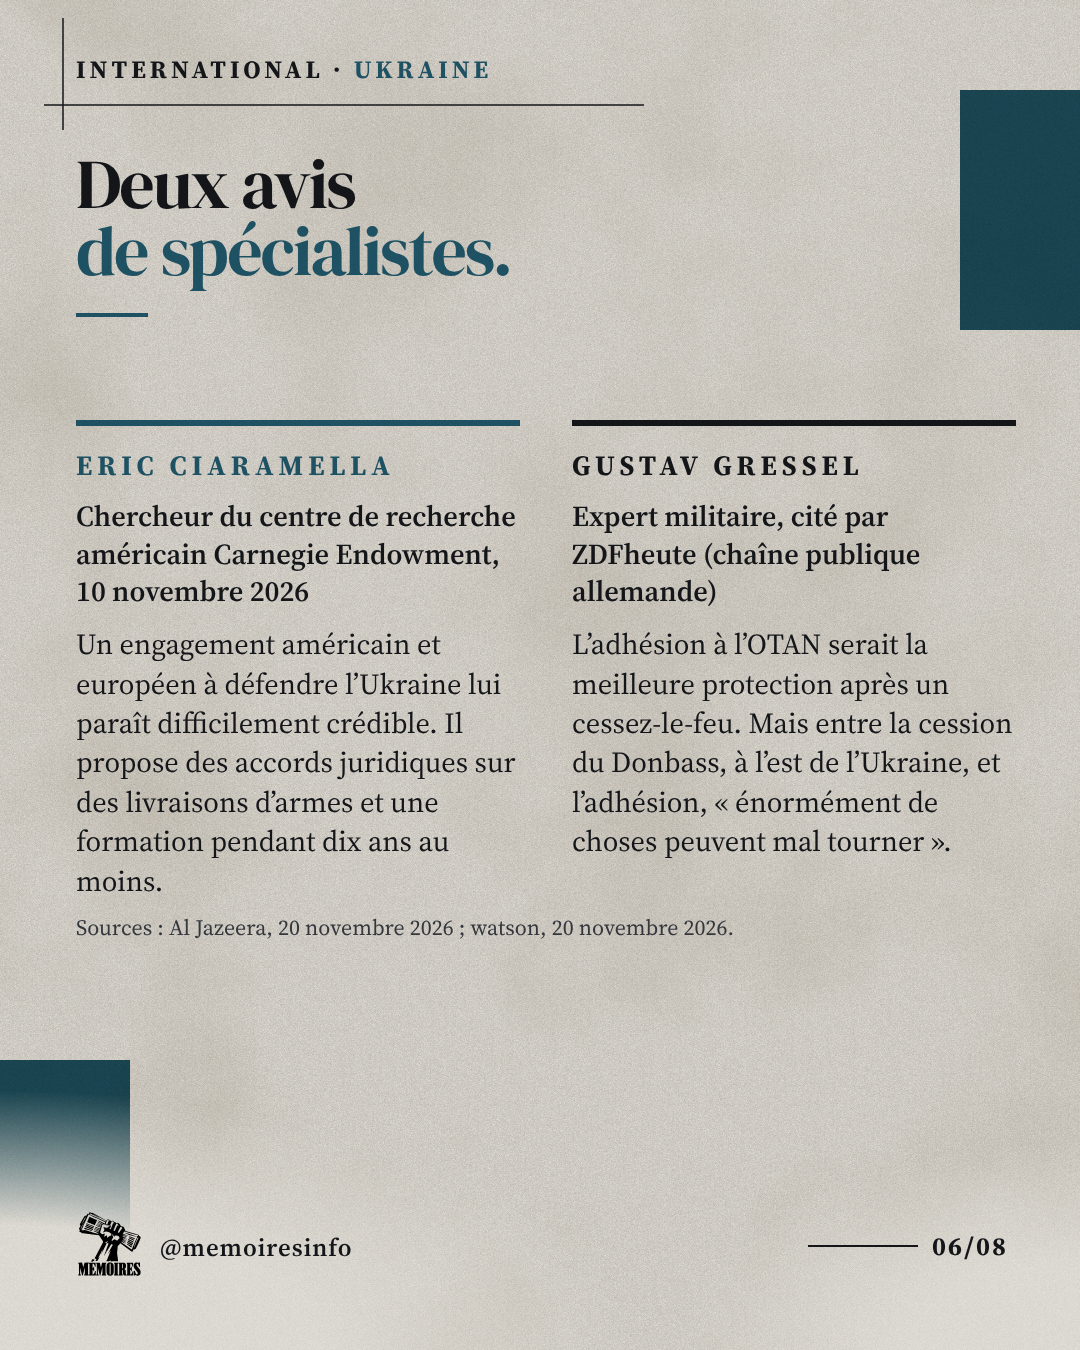 INTERNATIONAL · UKRAINE
Deux avis
de spécialistes.
ERIC CIARAMELLA
Chercheur du centre de recherche
américain Carnegie Endowment,
10 novembre 2026
Un engagement américain et
européen à défendre l’Ukraine lui
paraît difficilement crédible. Il
propose des accords juridiques sur
des livraisons d’armes et une
formation pendant dix ans au
moins.
GUSTAV GRESSEL
Expert militaire, cité par
ZDFheute (chaîne publique
allemande)
L’adhésion à l’OTAN serait la
meilleure protection après un
cessez-le-feu. Mais entre la cession
du Donbass, à l’est de l’Ukraine, et
l’adhésion, « énormément de
choses peuvent mal tourner ».
Sources : Al Jazeera, 20 novembre 2026 ; watson, 20 novembre 2026.
MÉMOIRES
@memoiresinfo
06/08